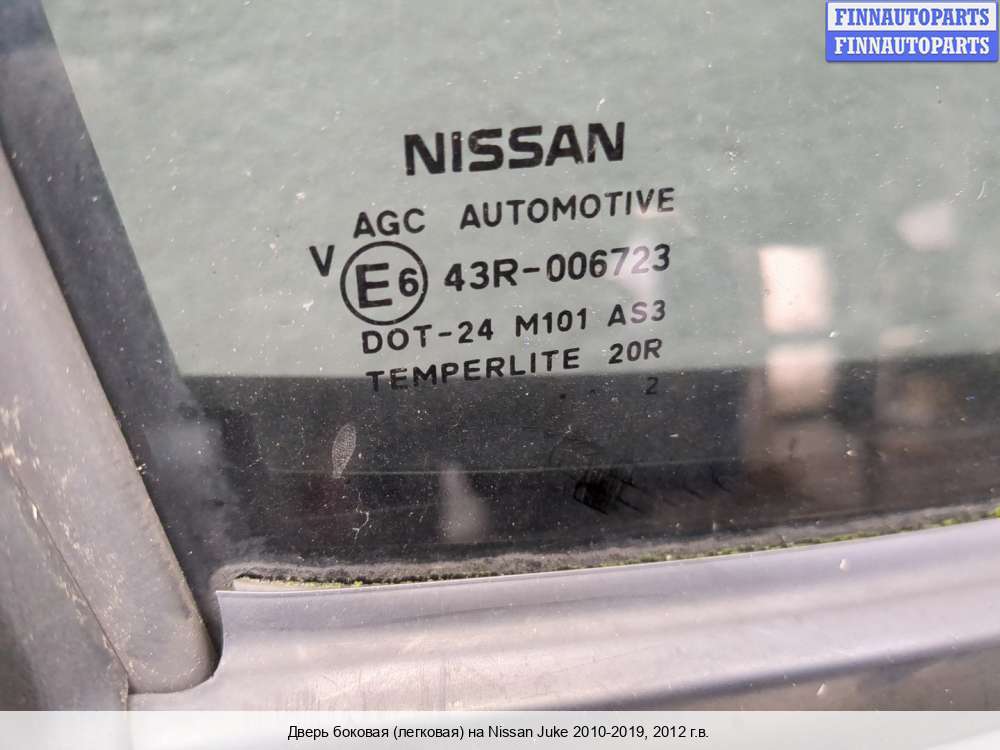 FINNAUTOPARTS
FINNAUTOPARTS
NISSAN
AGC AUTOMOTIVE
V E6 43R-006723
DOT-24 M101 AS3
TEMPERLITE 20R
.. 2
Дверь боковая (легковая) на Nissan Juke 2010-2019, 2012 г.в.